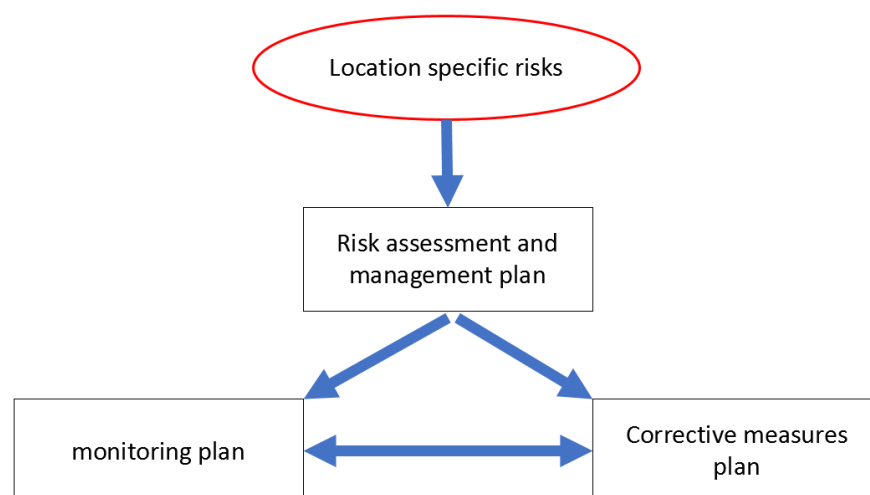 Location specific risks
Risk assessment and
management plan
monitoring plan
Corrective measures
plan